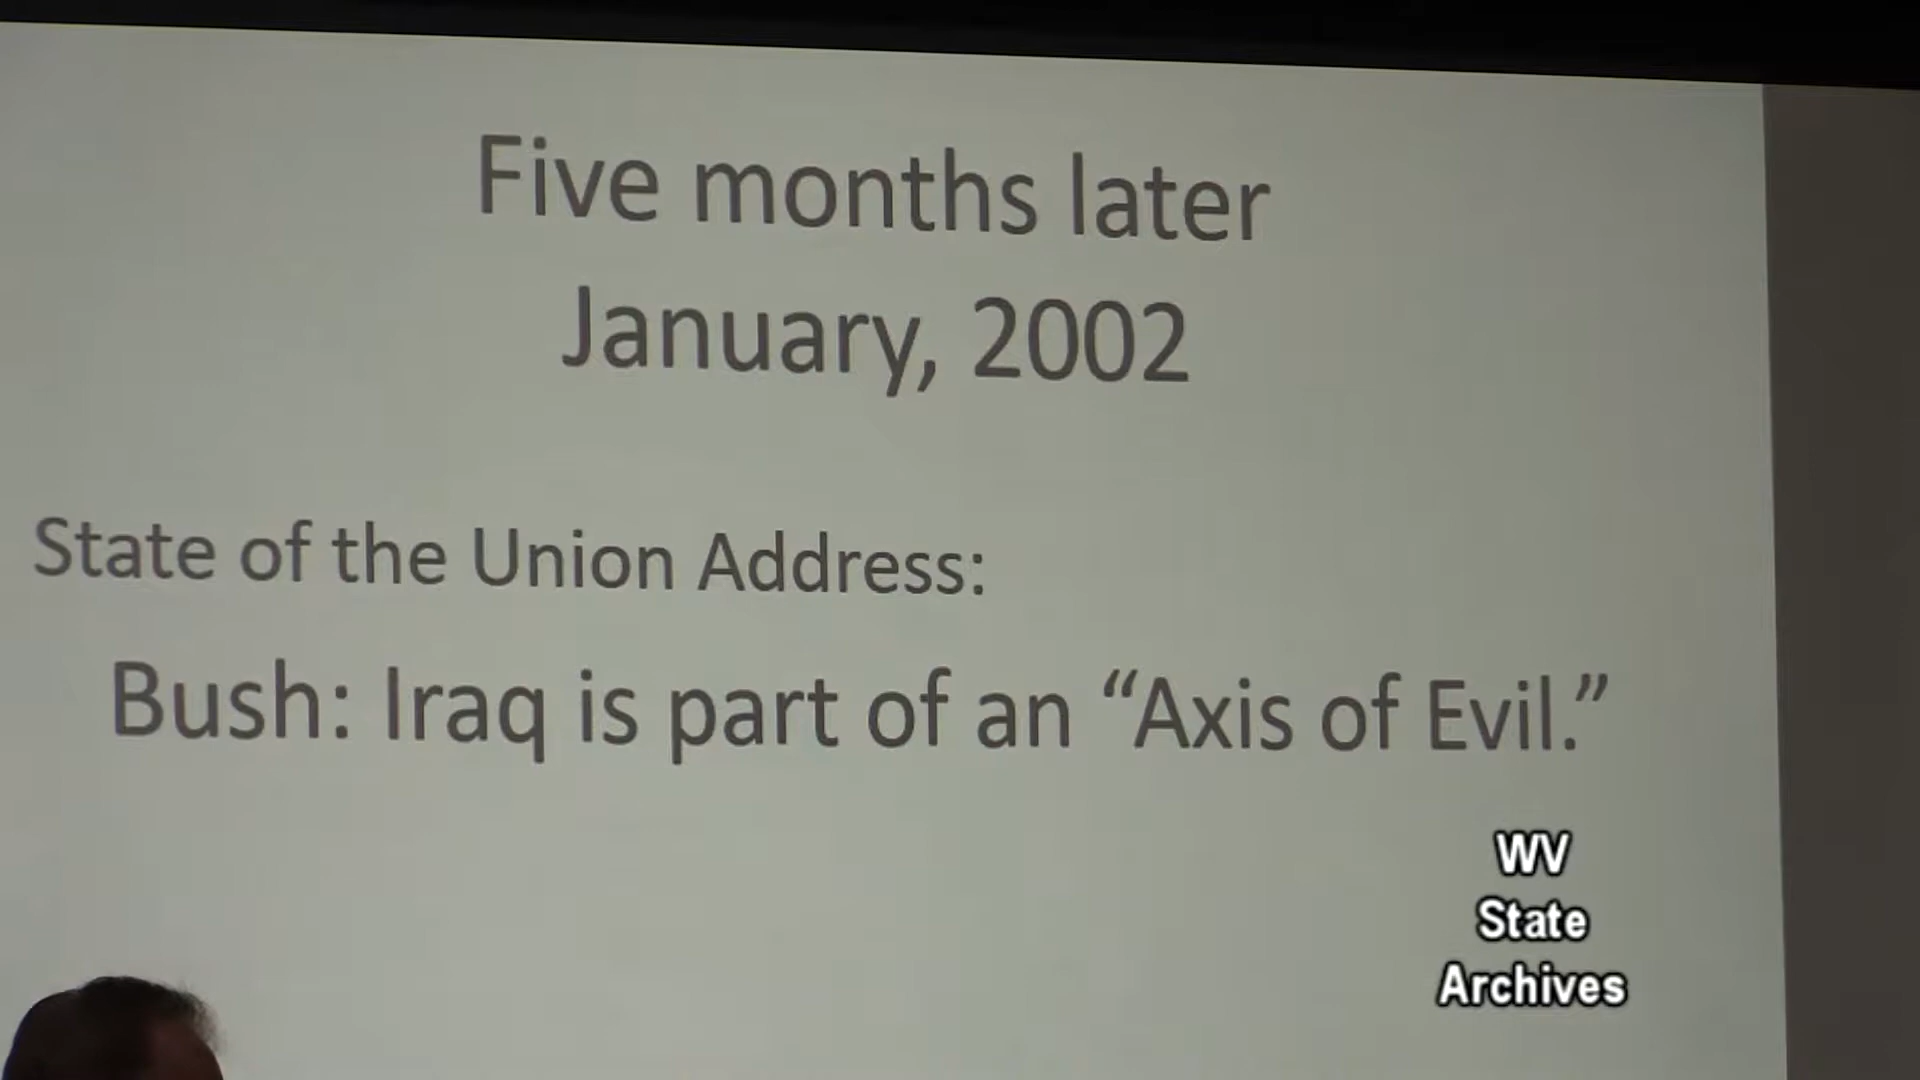 Five months later
January, 2002
State of the Union Address:
Bush: Iraq is part of an “Axis of Evil.”
WV
State
Archives